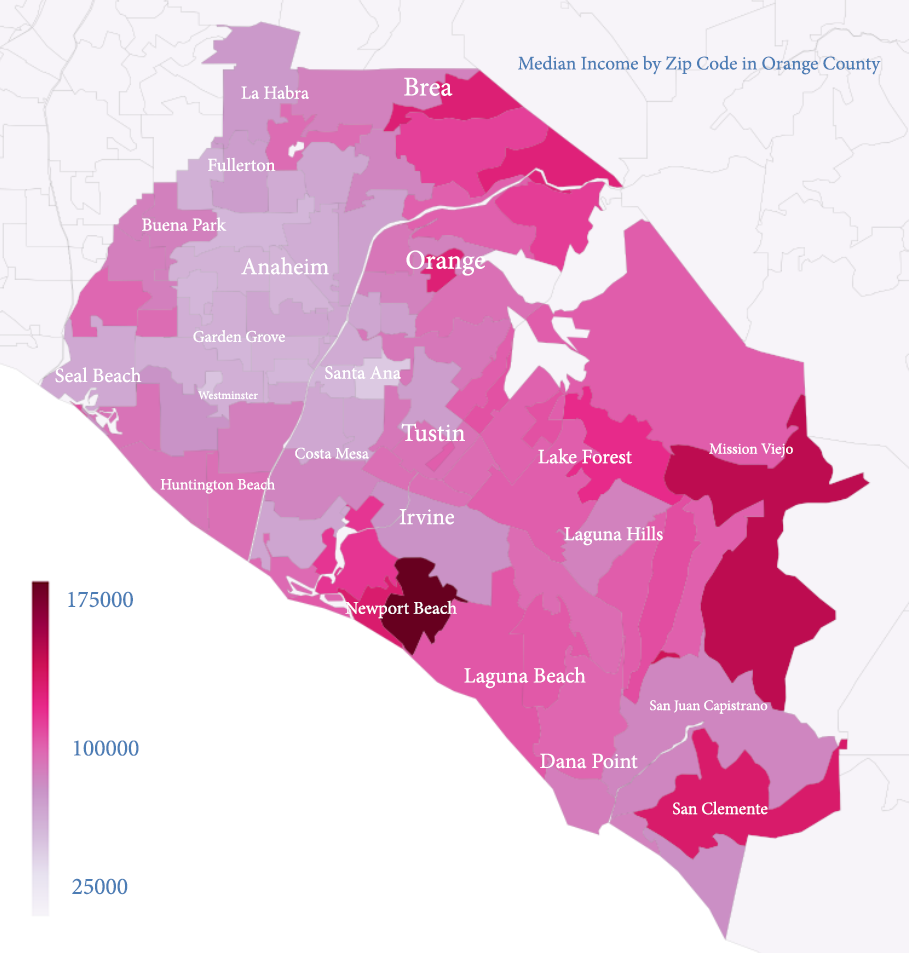 Median Income by Zip Code in Orange County
Brea
La Habra
Fullerton
Buena Park
Orange
Anaheim
Garden Grove
Seal Beach
Santa Ana
Westminster
Tustin
Mission Viejo
Costa Mesa
Lake Forest
Huntington Beach
Irvine
Laguna Hills
175000
Newport Beach
Laguna Beach
San Juan Capistrano
100000
Dana Point
San Clemente
25000